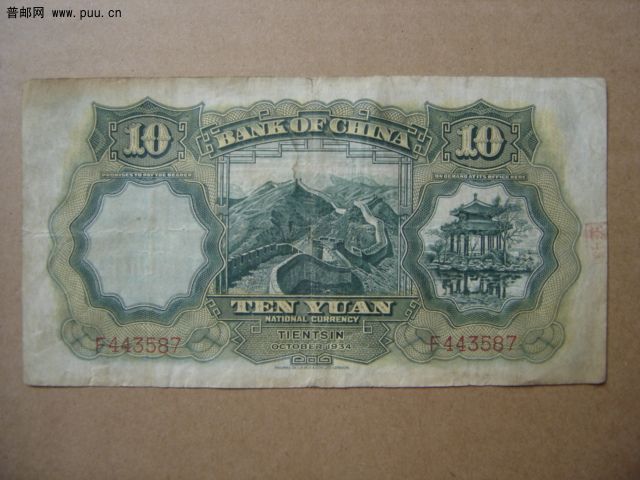 普邮网 www.puu.cn
10
BANK OF CHINA
10
PROMISES TO PAY THE BEARER
ON DEMAND AT ITS OFFICE HERE
TEN YUAN
NATIONAL CURRENCY
TIENTSIN
OCTOBER 1934
F443587
F443587